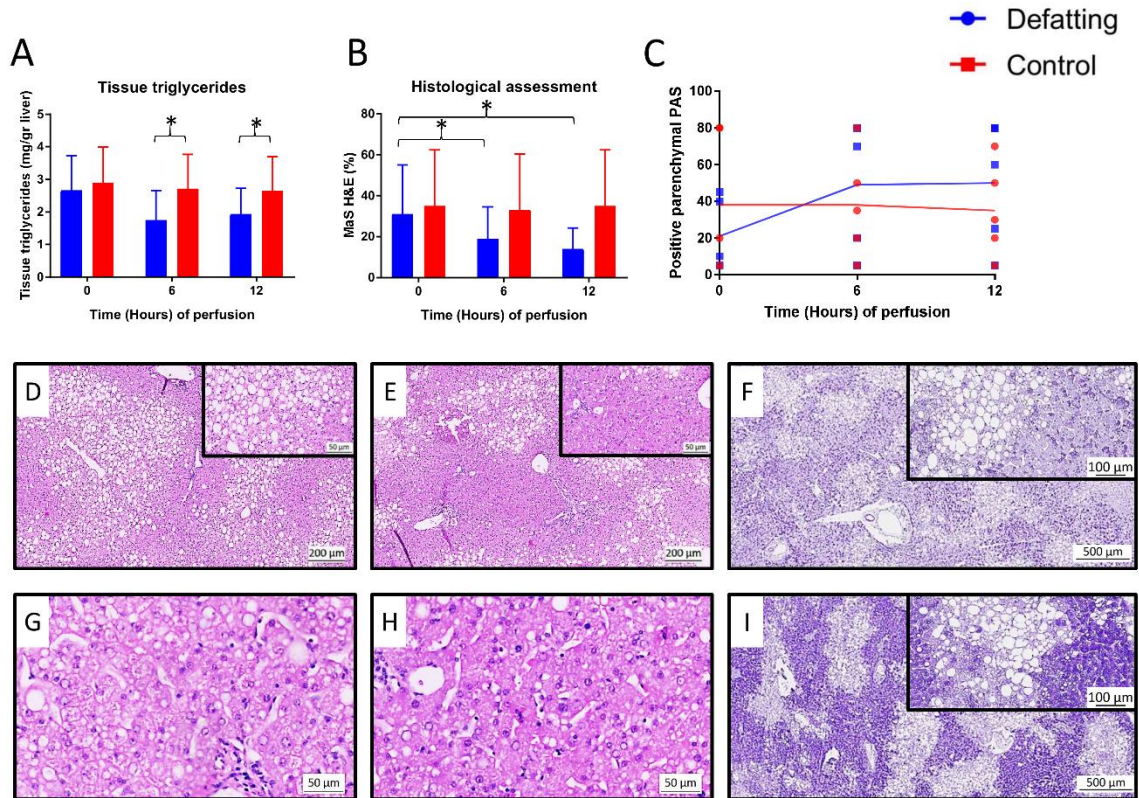 Defatting
Control
A
Tissue triglycerides
Tissue triglycerides (mg/gr liver)
5
4
3
2
1
0
* *
0 6 12
Time (Hours) of perfusion
B
Histological assessment
MaS H&E (%)
80
60
40
20
0
*
*
0 6 12
Time (Hours) of perfusion
C
Positive parenchymal PAS
100
80
60
40
20
0
0 6 12
Time (Hours) of perfusion
D
50 µm
200 µm
E
50 µm
200 µm
F
100 µm
500 µm
G
50 µm
H
50 µm
I
100 µm
500 µm